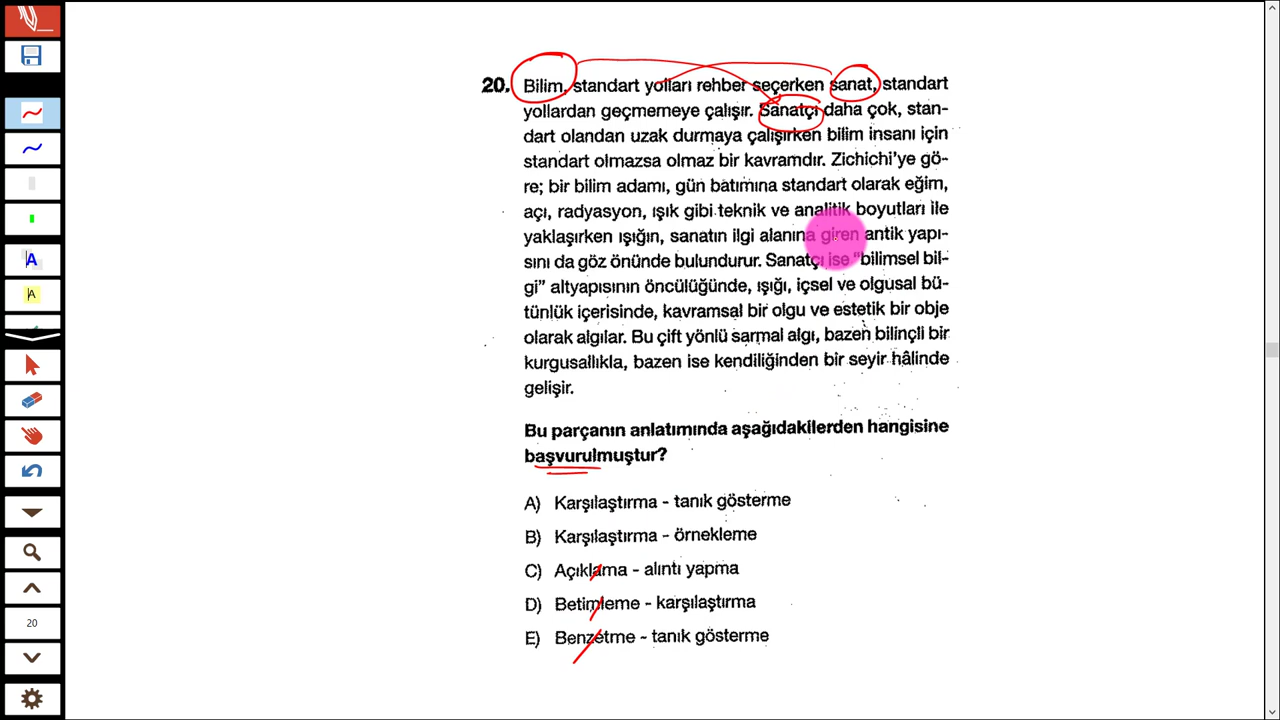 20. Bilim, standart yolları rehber seçerken sanat, standart
yollardan geçmemeye çalışır. Sanatçı daha çok, stan-
dart olandan uzak durmaya çalışırken bilim insanı için
standart olmazsa olmaz bir kavramdır. Zichichi'ye gö-
re; bir bilim adamı, gün batımına standart olarak eğim,
açı, radyasyon, ışık gibi teknik ve analitik boyutları ile
yaklaşırken ışığın, sanatın ilgi alanına giren antik yapı-
sını da göz önünde bulundurur. Sanatçı ise "bilimsel bil-
gi" altyapısının öncülüğünde, ışığı, içsel ve olgusal bü-
tünlük içerisinde, kavramsal bir olgu ve estetik bir obje
olarak algılar. Bu çift yönlü sarmal algı, bazen bilinçli bir
kurgusallıkla, bazen ise kendiliğinden bir seyir hâlinde
gelişir.
Bu parçanın anlatımında aşağıdakilerden hangisine
başvurulmuştur?
A) Karşılaştırma - tanık gösterme
B) Karşılaştırma - örnekleme
C) Açıklama - alıntı yapma
D) Betimleme - karşılaştırma
E) Benzetme - tanık gösterme
A
A
20